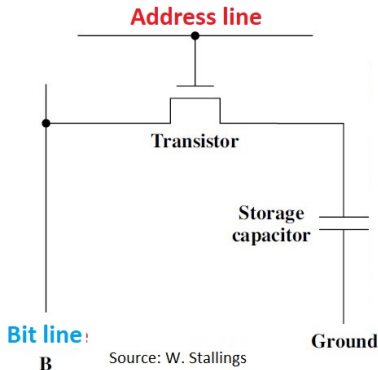 Address line
Transistor
Storage
capacitor
Bit line:
Ground
B
Source: W. Stallings